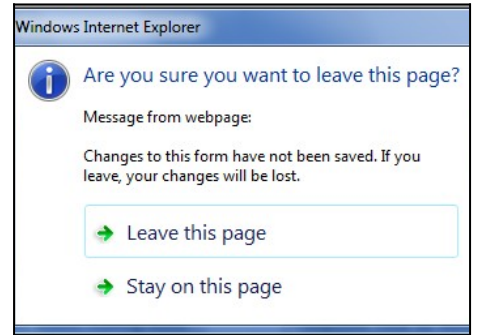 Windows Internet Explorer
Are you sure you want to leave this page?
Message from webpage:
Changes to this form have not been saved. If you
leave, your changes will be lost.
Leave this page
Stay on this page